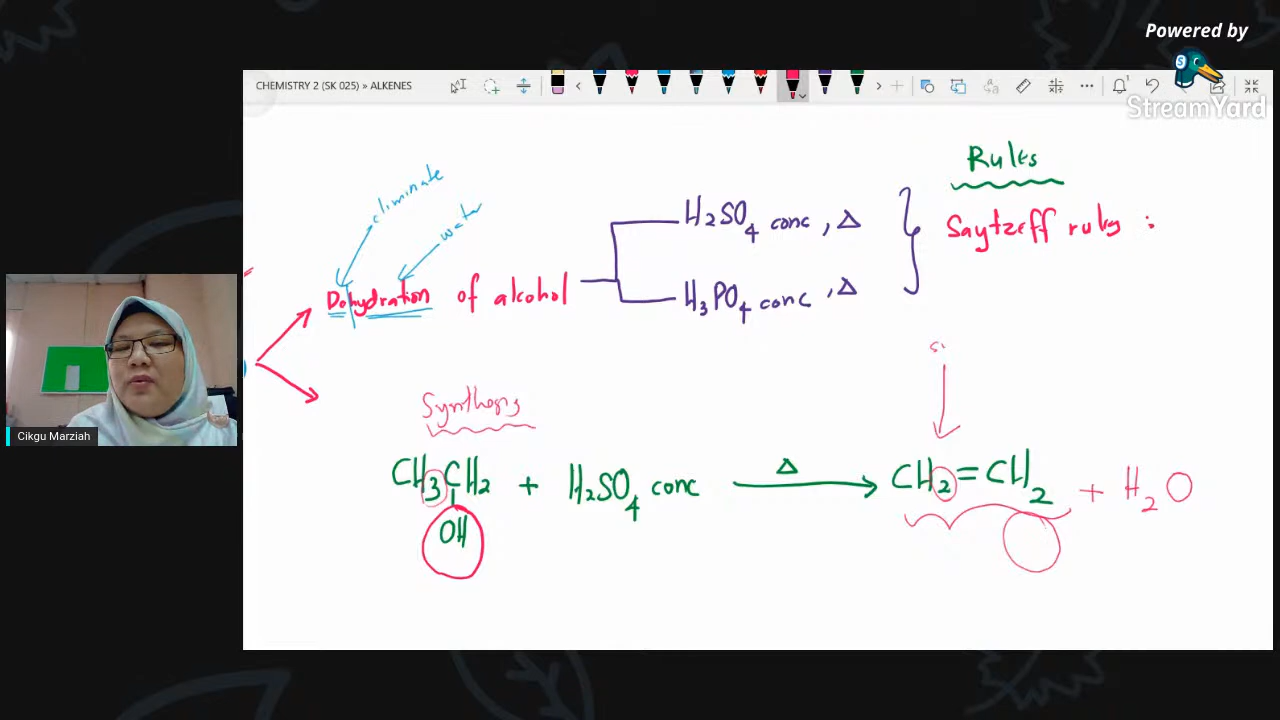 Powered by
StreamYard
CHEMISTRY 2 (SK 025) » ALKENES
Rules
eliminate
water
H₂SO₄ conc, Δ
Saytzeff rules :
Dehydration of alcohol
H₃PO₄ conc, Δ
Synthesis
CH₃CH₂ + H₂SO₄ conc Δ CH₂=CH₂ + H₂O
OH
Cikgu Marziah